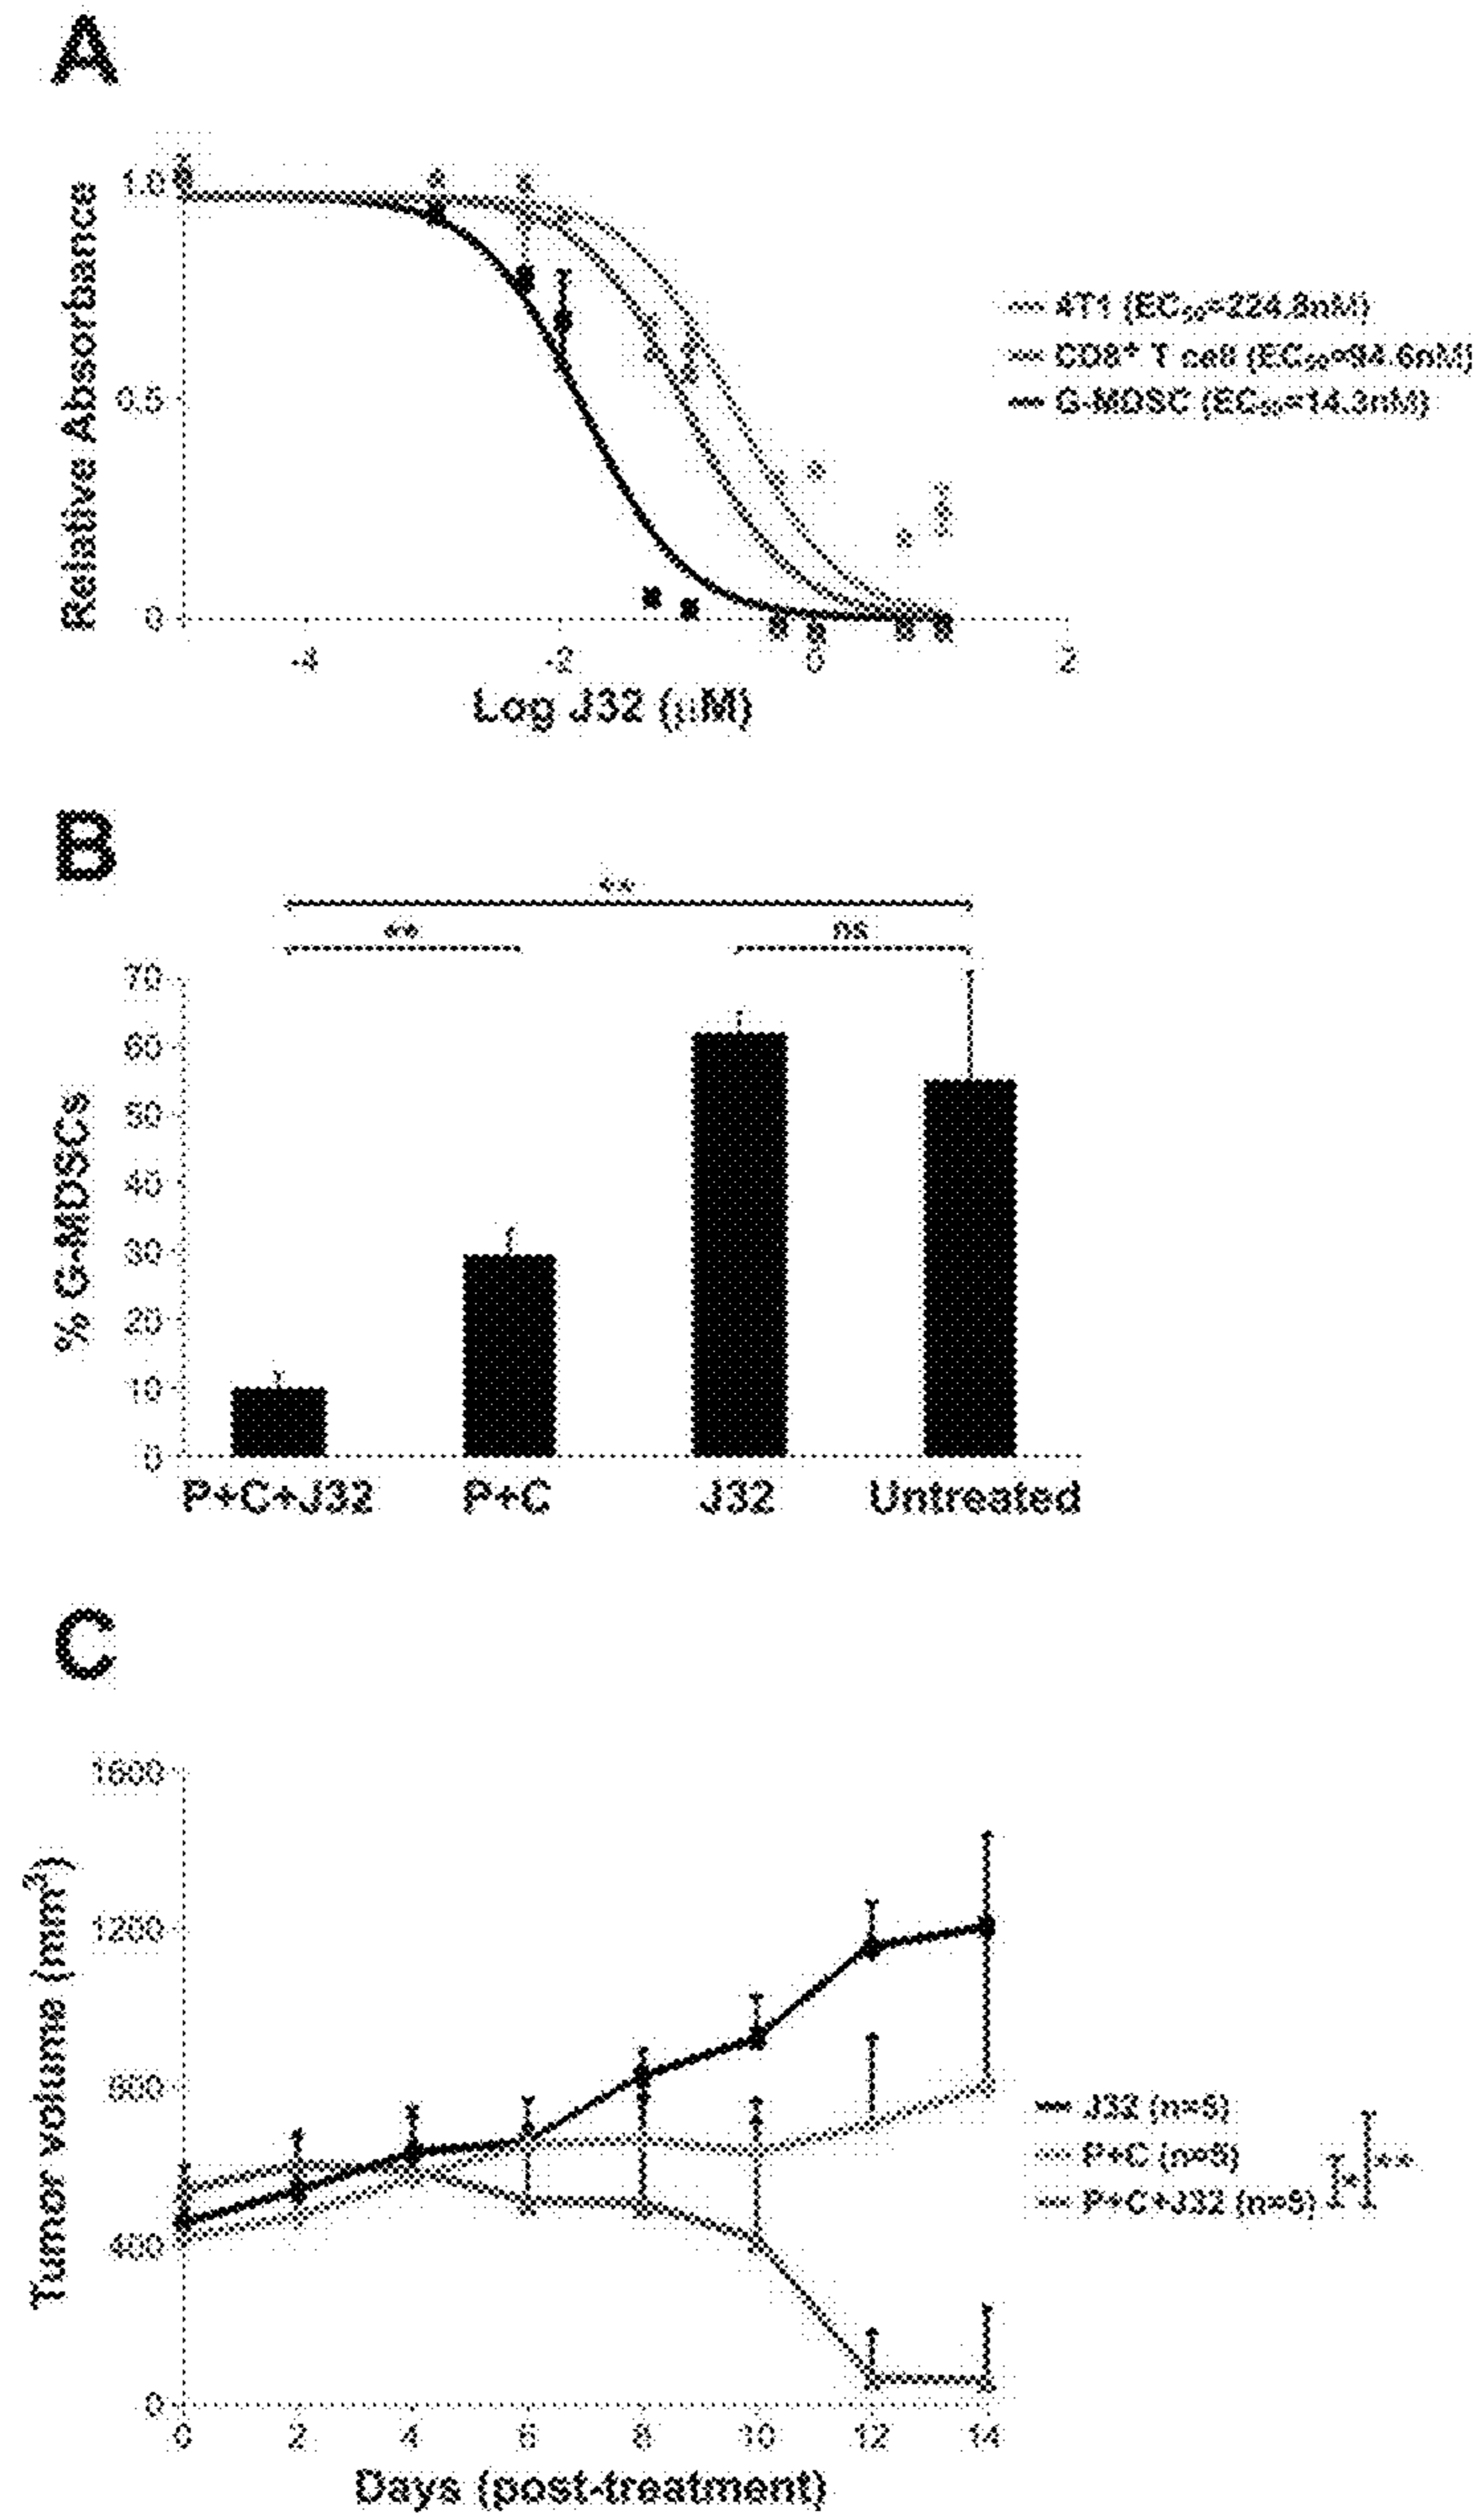 A
Relative Absorbance
1.0
0.5
0
-4
-2
0
2
Log J32 (μM)
4T1 (EC₅₀=224.8nM)
CD8⁺ T cell (EC₅₀=94.6nM)
G-MDSC (EC₅₀=14.3nM)
B
**
**
ns
% G-MDSCs
70
60
50
40
30
20
10
0
P+C+J32
P+C
J32
Untreated
C
Tumor volume (mm³)
1600
1200
800
400
0
0
2
4
6
8
10
12
14
Days (post-treatment)
J32
P+C
P+C+J32
*
**